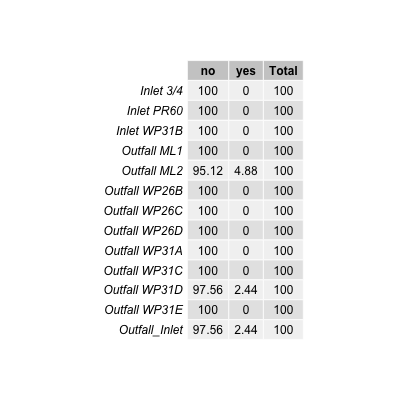 no yes Total
Inlet 3/4 100 0 100
Inlet PR60 100 0 100
Inlet WP31B 100 0 100
Outfall ML1 100 0 100
Outfall ML2 95.12 4.88 100
Outfall WP26B 100 0 100
Outfall WP26C 100 0 100
Outfall WP26D 100 0 100
Outfall WP31A 100 0 100
Outfall WP31C 100 0 100
Outfall WP31D 97.56 2.44 100
Outfall WP31E 100 0 100
Outfall_Inlet 97.56 2.44 100